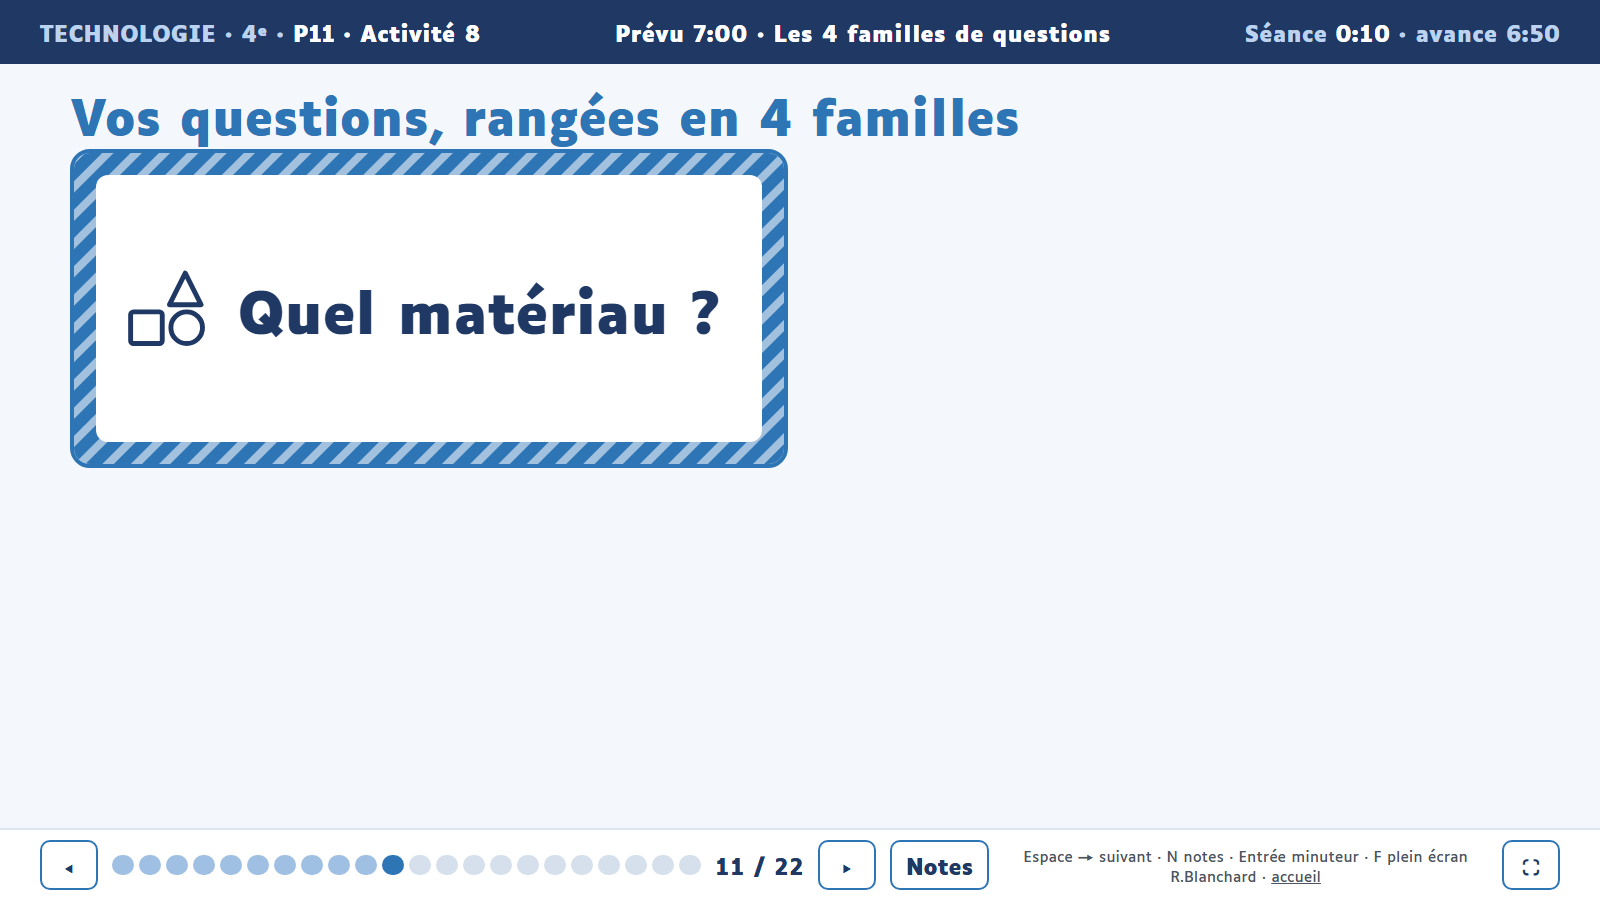 TECHNOLOGIE · 4ᵉ · P11 · Activité 8
Prévu 7:00 · Les 4 familles de questions
Séance 0:10 · avance 6:50
Vos questions, rangées en 4 familles
Quel matériau ?
11 / 22
Notes
Espace → suivant · N notes · Entrée minuteur · F plein écran
R.Blanchard · accueil